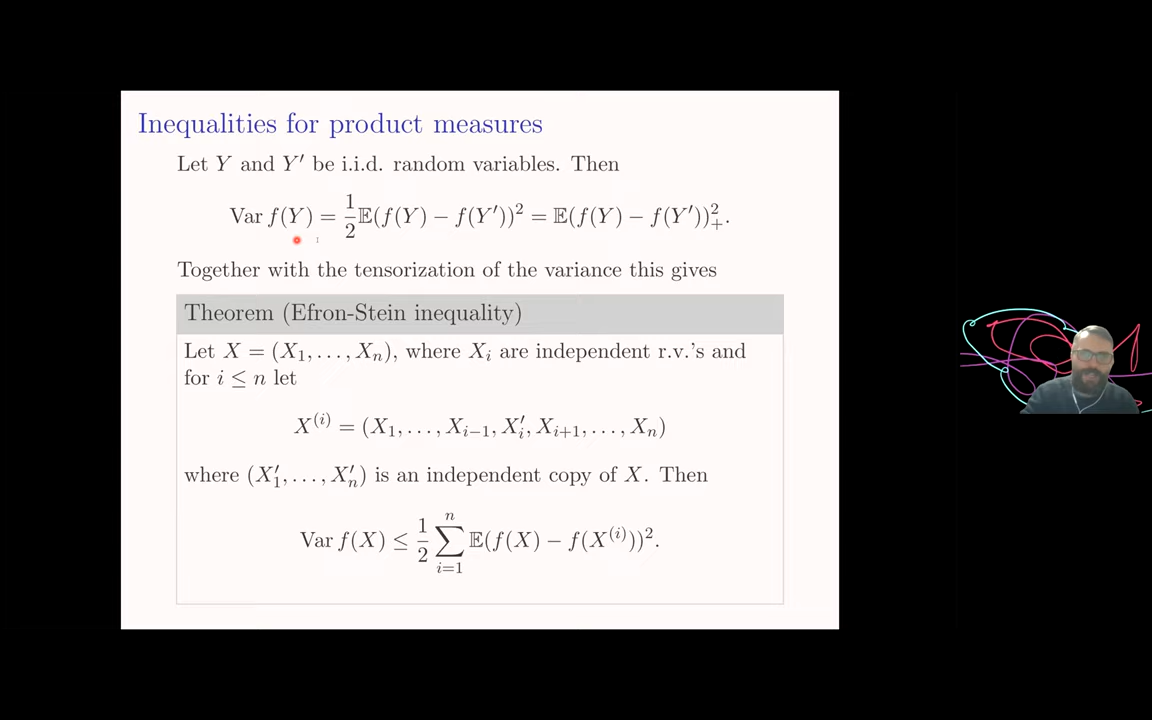 Inequalities for product measures
Let Y and Y′ be i.i.d. random variables. Then
Var f(Y) = 1/2 𝔼(f(Y) − f(Y′))² = 𝔼(f(Y) − f(Y′))²₊.
Together with the tensorization of the variance this gives
Theorem (Efron-Stein inequality)
Let X = (X₁, . . . , Xₙ), where Xᵢ are independent r.v.'s and
for i ≤ n let
X⁽ⁱ⁾ = (X₁, . . . , Xᵢ₋₁, X′ᵢ, Xᵢ₊₁, . . . , Xₙ)
where (X′₁, . . . , X′ₙ) is an independent copy of X. Then
Var f(X) ≤ 1/2 ∑ⁿᵢ₌₁ 𝔼(f(X) − f(X⁽ⁱ⁾))².